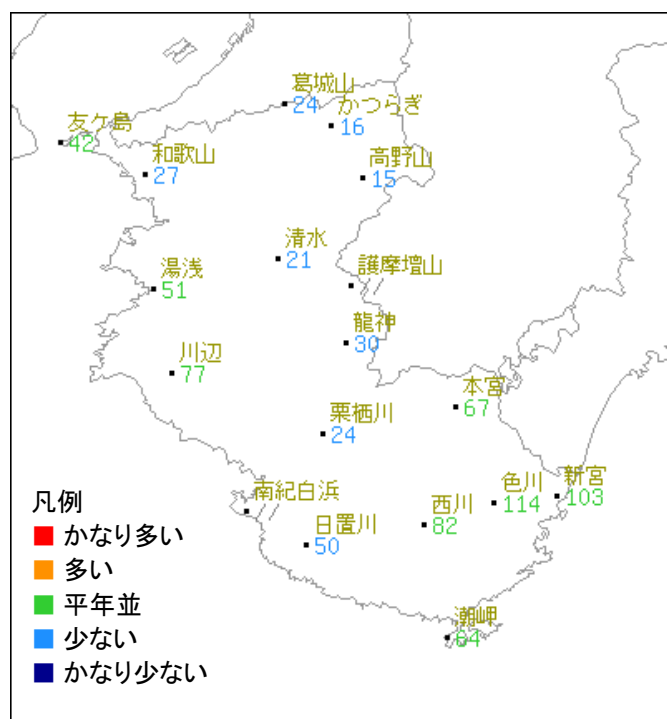 葛城山
24
かつらぎ
16
友ケ島
42
和歌山
27
高野山
15
清水
21
護摩壇山
//
湯浅
51
龍神
30
川辺
77
本宮
67
栗栖川
24
南紀白浜
//
日置川
50
西川
82
色川
114
新宮
103
潮岬
64
凡例
かなり多い
多い
平年並
少ない
かなり少ない